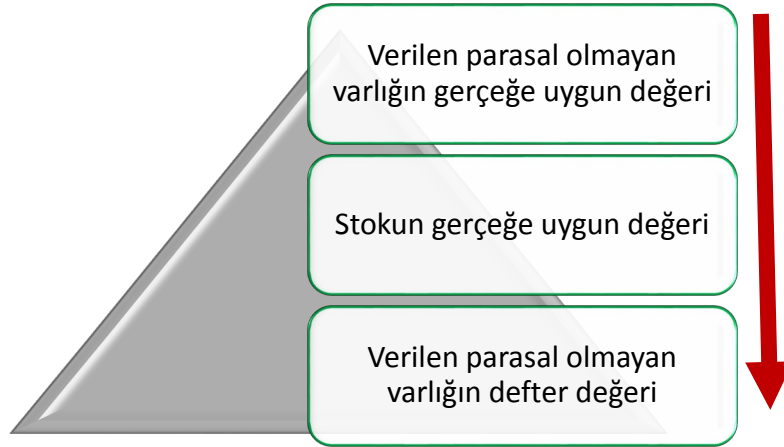 Verilen parasal olmayan
varlığın gerçeğe uygun değeri
Stokun gerçeğe uygun değeri
Verilen parasal olmayan
varlığın defter değeri